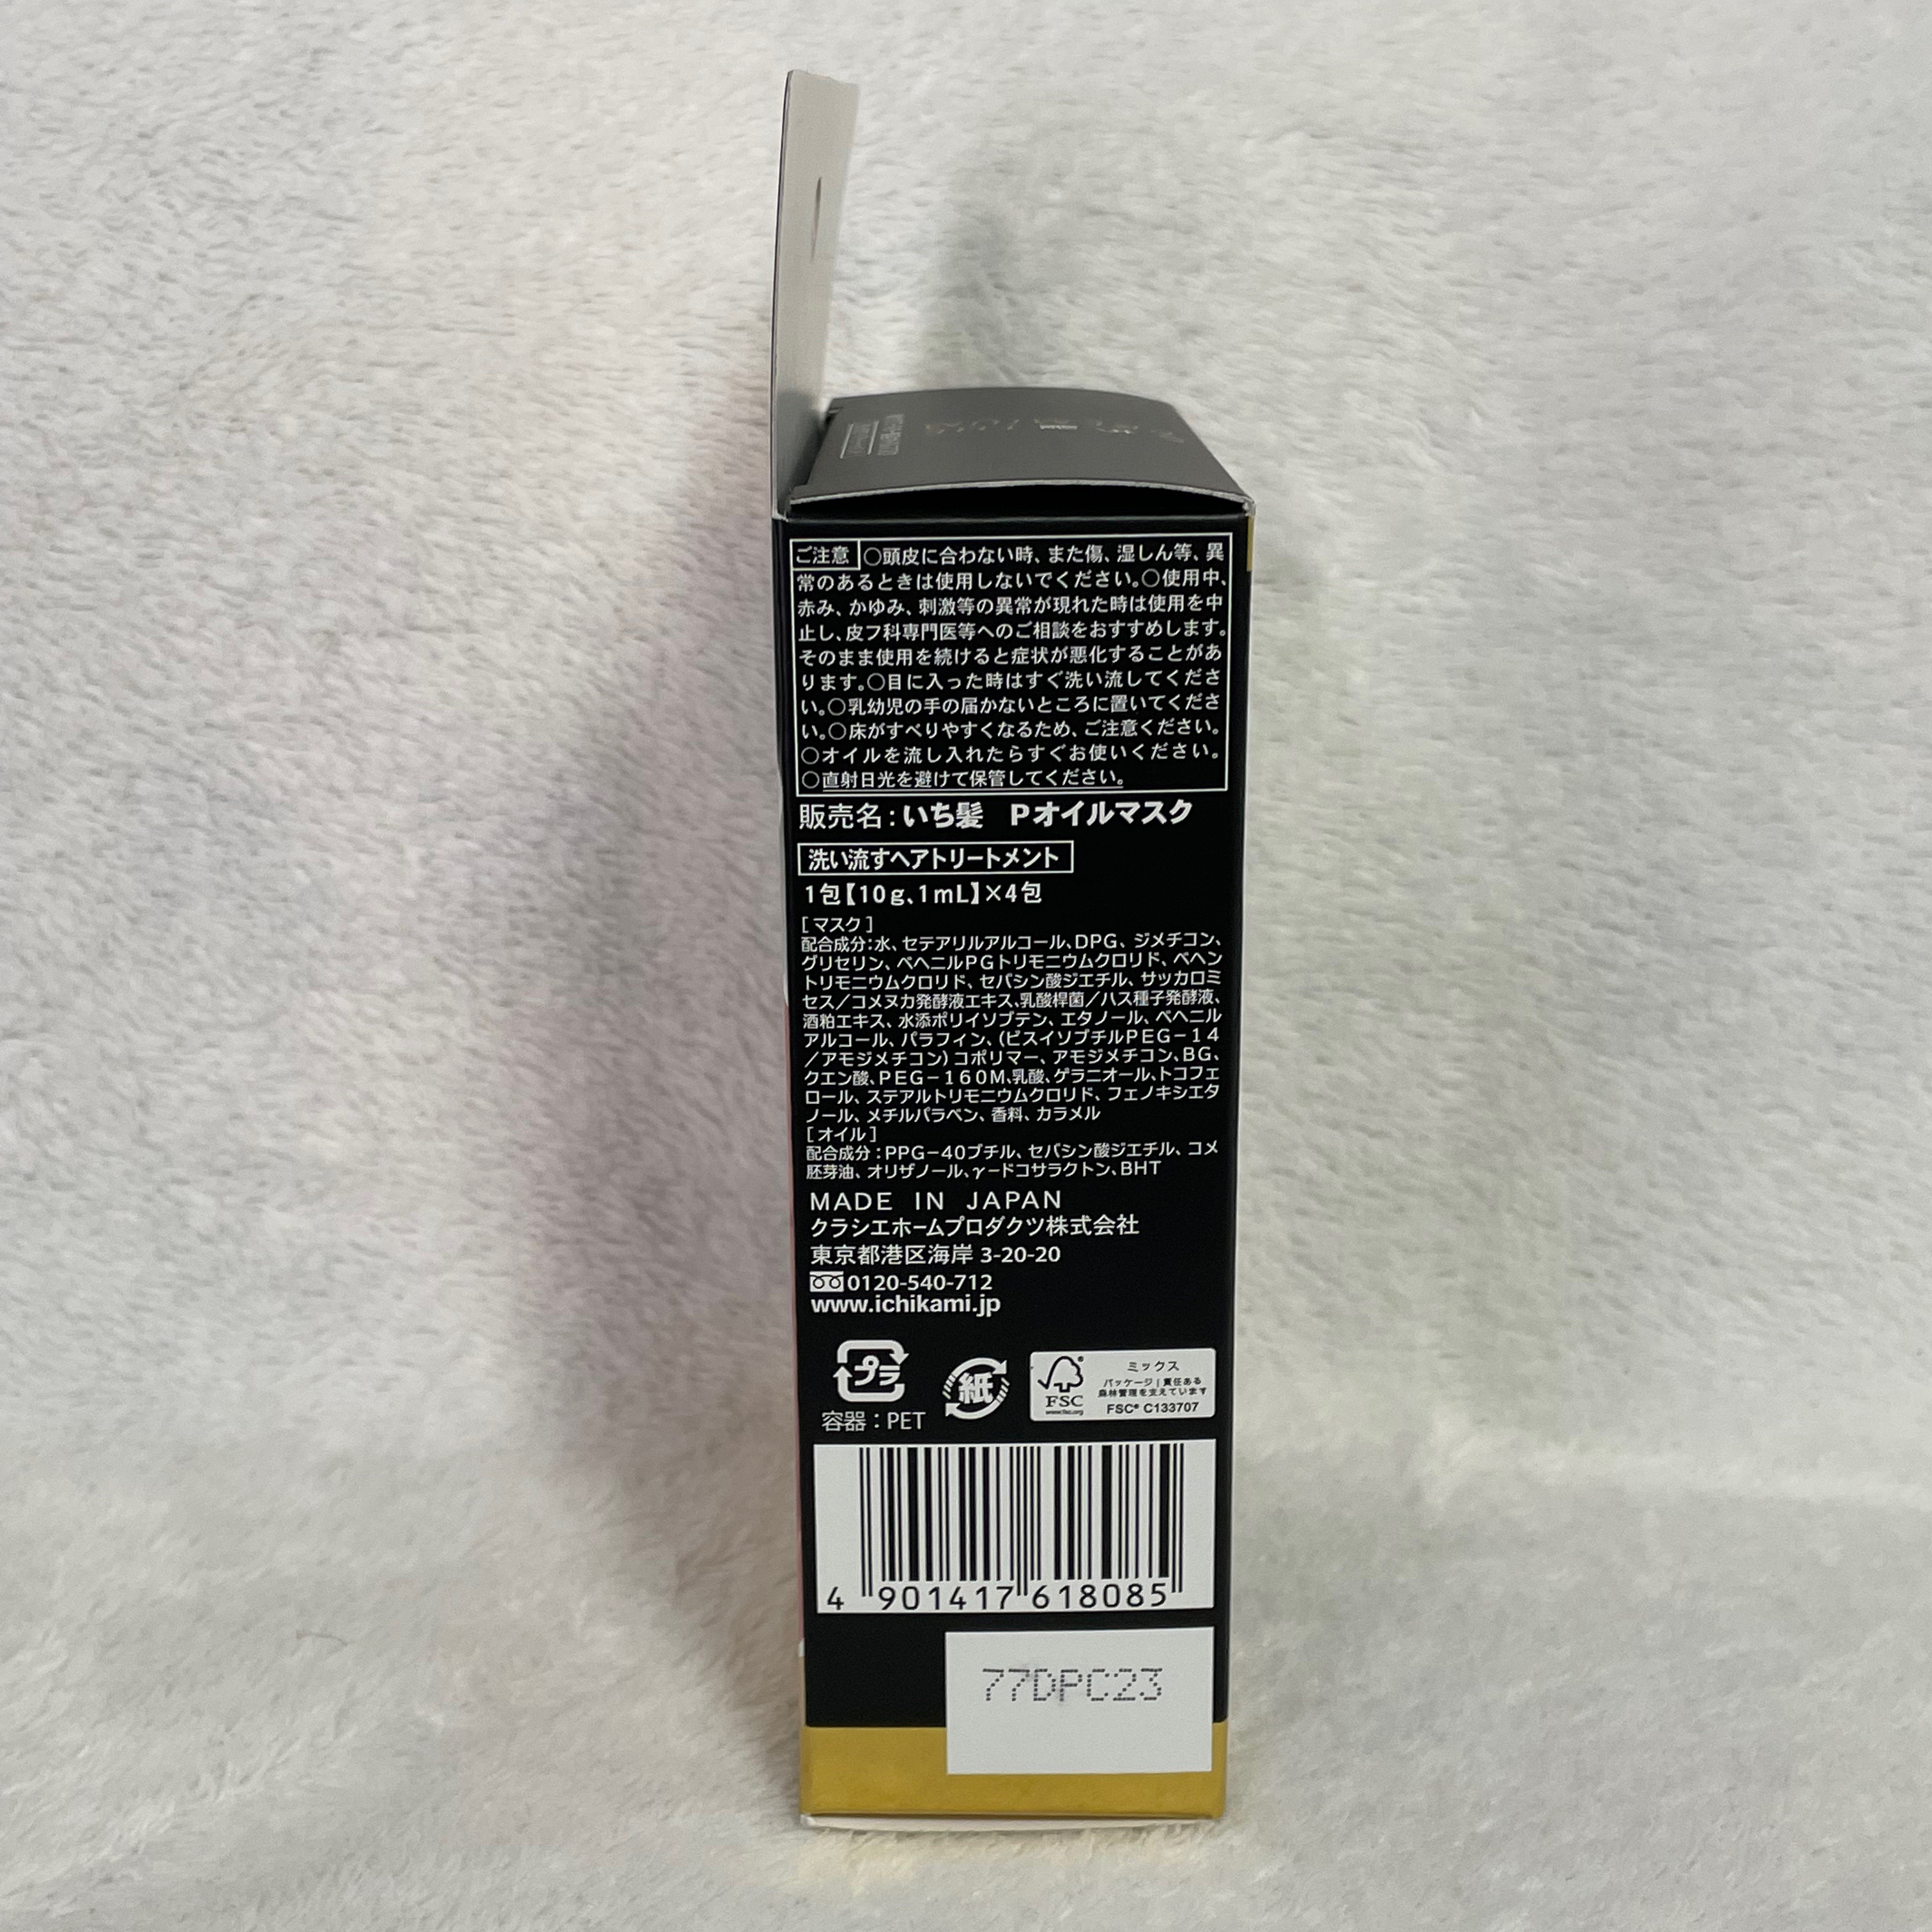 ご注意 ○頭皮に合わない時、また傷、湿しん等、異
常のあるときは使用しないでください。○使用中、
赤み、かゆみ、刺激等の異常が現れた時は使用を中
止し、皮フ科専門医等へのご相談をおすすめします。
そのまま使用を続けると症状が悪化することがあ
ります。○目に入った時はすぐ洗い流してくださ
い。○乳幼児の手の届かないところに置いてくださ
い。○床がすべりやすくなるため、ご注意ください。
○オイルを流し入れたらすぐお使いください。
○直射日光を避けて保管してください。
販売名：いち髪 Pオイルマスク
洗い流すヘアトリートメント
1包【10g、1mL】×4包
［マスク］
配合成分：水、セテアリルアルコール、DPG、ジメチコン、
グリセリン、ベヘニルPGトリモニウムクロリド、ベヘン
トリモニウムクロリド、セバシン酸ジエチル、サッカロミ
セス／コメヌカ発酵液エキス、乳酸桿菌／ハス種子発酵液、
酒粕エキス、水添ポリイソブテン、エタノール、ベヘニル
アルコール、パラフィン、（ビスイソブチルPEG－14
／アモジメチコン）コポリマー、アモジメチコン、BG、
クエン酸、PEG－160M、乳酸、ゲラニオール、トコフェ
ロール、ステアルトリモニウムクロリド、フェノキシエタ
ノール、メチルパラベン、香料、カラメル
［オイル］
配合成分：PPG－40ブチル、セバシン酸ジエチル、コメ
胚芽油、オリザノール、γ－ドコサラクトン、BHT
MADE IN JAPAN
クラシエホームプロダクツ株式会社
東京都港区海岸 3-20-20
0120-540-712
www.ichikami.jp
プラ
容器：PET
紙
FSC
www.fsc.org
ミックス
パッケージ｜責任ある
森林管理を支えています
FSC® C133707
4 901417 618085
77DPC23